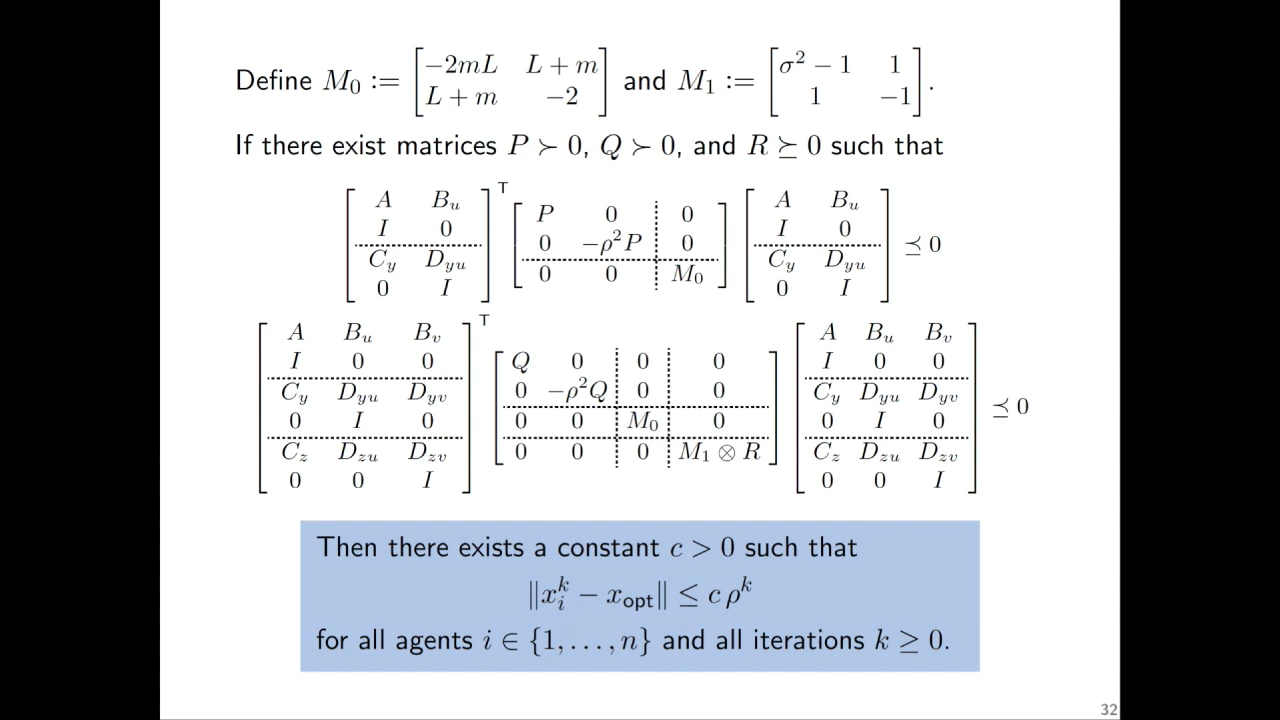 Define M₀ := [−2mL  L + m; L + m  −2] and M₁ := [σ² − 1  1; 1  −1].
If there exist matrices P ≻ 0, Q ≻ 0, and R ⪰ 0 such that
[A  B_u; I  0; C_y  D_yu; 0  I]ᵀ [P  0  0; 0  −ρ²P  0; 0  0  M₀] [A  B_u; I  0; C_y  D_yu; 0  I] ⪯ 0
[A  B_u  B_v; I  0  0; C_y  D_yu  D_yv; 0  I  0; C_z  D_zu  D_zv; 0  0  I]ᵀ [Q  0  0  0; 0  −ρ²Q  0  0; 0  0  M₀  0; 0  0  0  M₁ ⊗ R] [A  B_u  B_v; I  0  0; C_y  D_yu  D_yv; 0  I  0; C_z  D_zu  D_zv; 0  0  I] ⪯ 0
Then there exists a constant c > 0 such that
‖x_i^k − x_opt‖ ≤ c ρ^k
for all agents i ∈ {1, . . . , n} and all iterations k ≥ 0.
32